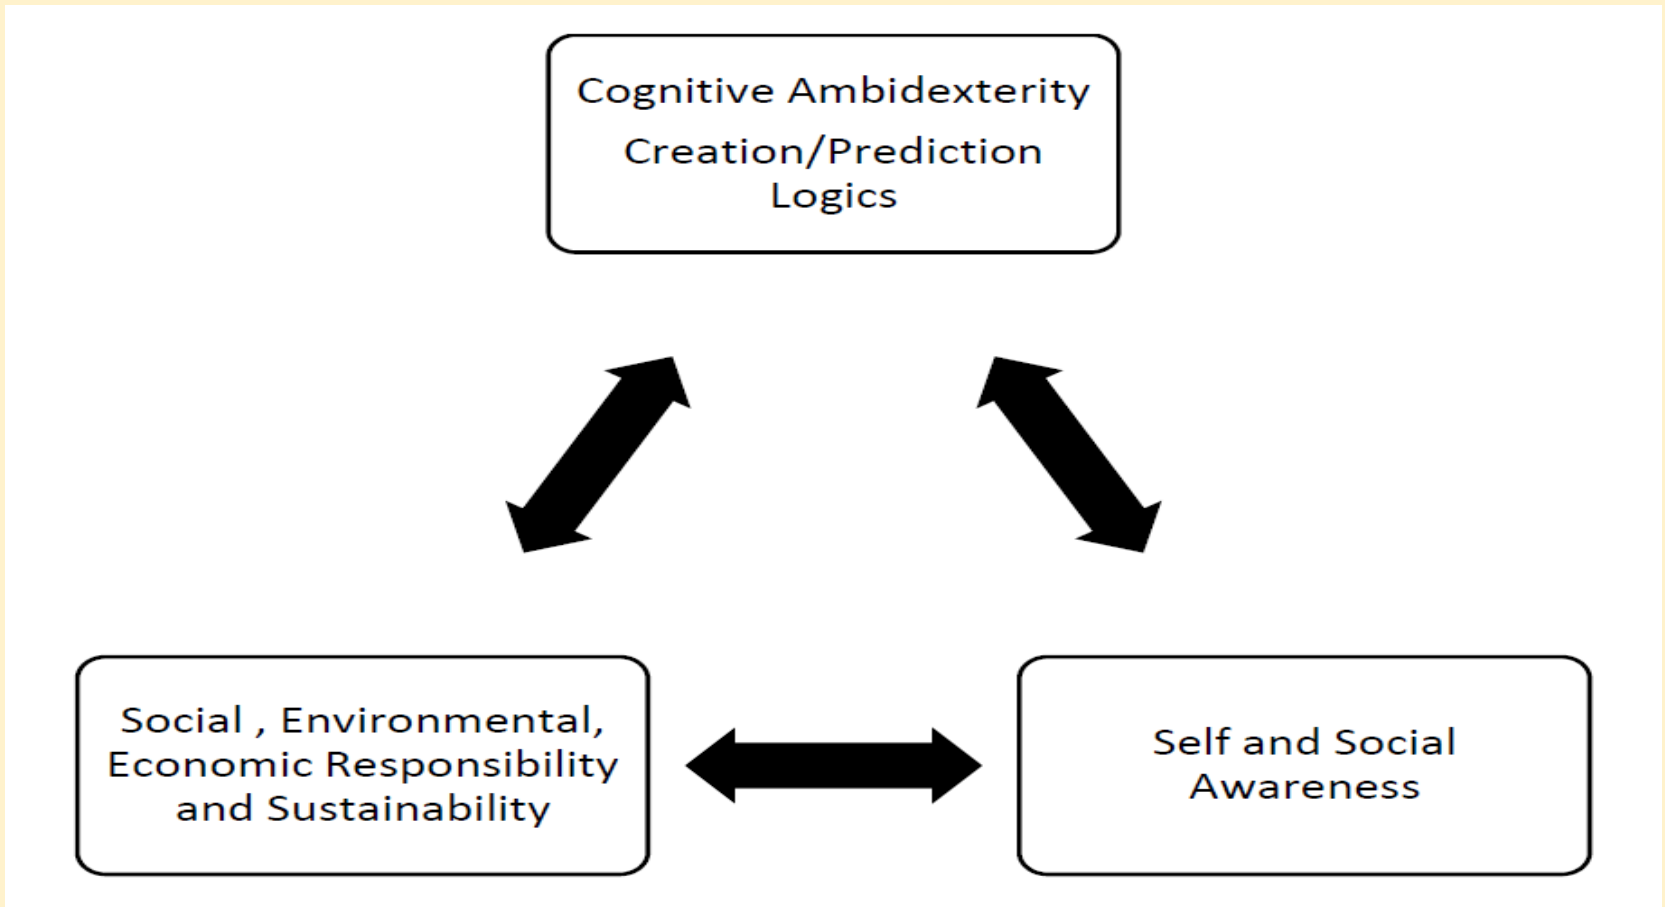 Cognitive Ambidexterity
Creation/Prediction
Logics
Social , Environmental,
Economic Responsibility
and Sustainability
Self and Social
Awareness